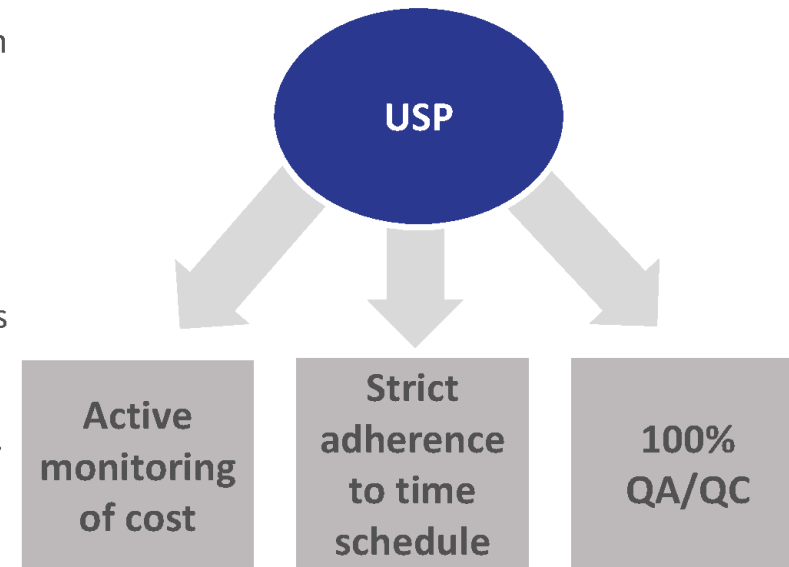 USP
Active
monitoring
of cost
Strict
adherence
to time
schedule
100%
QA/QC